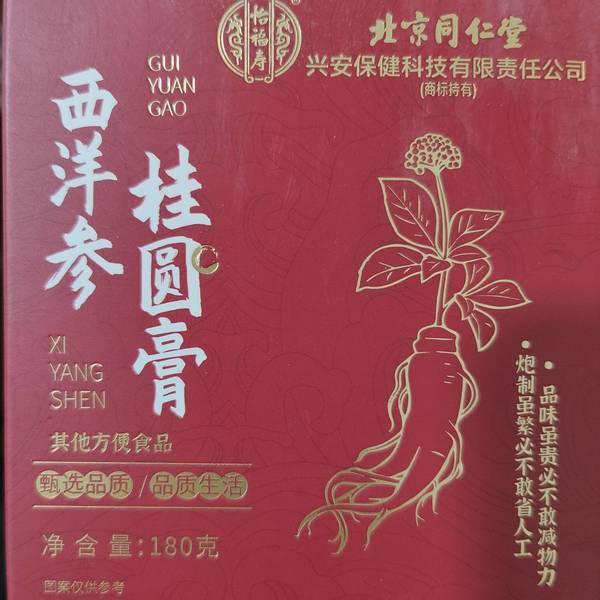 怡福寿
北京同仁堂
兴安保健科技有限责任公司
(商标持有)
GUI
YUAN
GAO
西洋参
桂圆膏
XI
YANG
SHEN
其他方便食品
甄选品质/品质生活
净含量:180克
图案仅供参考
•品味虽贵必不敢减物力
•炮制虽繁必不敢省人工